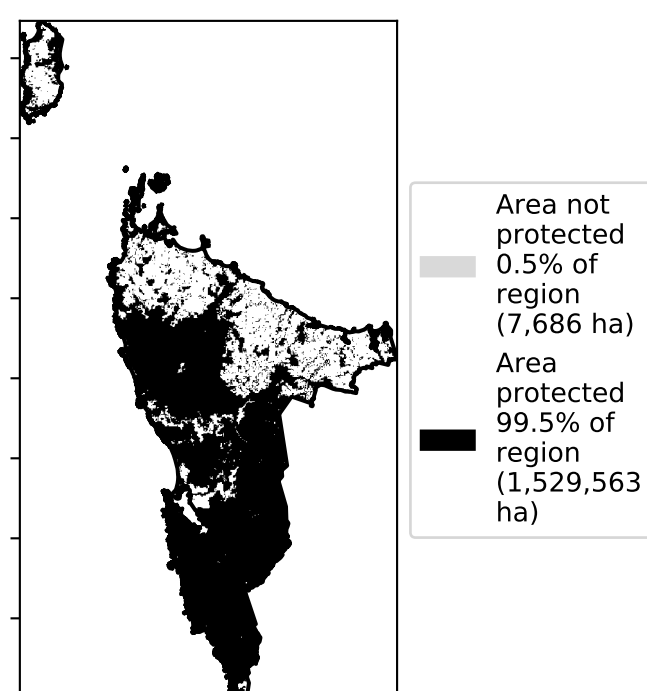 Area not
protected
0.5% of
region
(7,686 ha)
Area
protected
99.5% of
region
(1,529,563
ha)